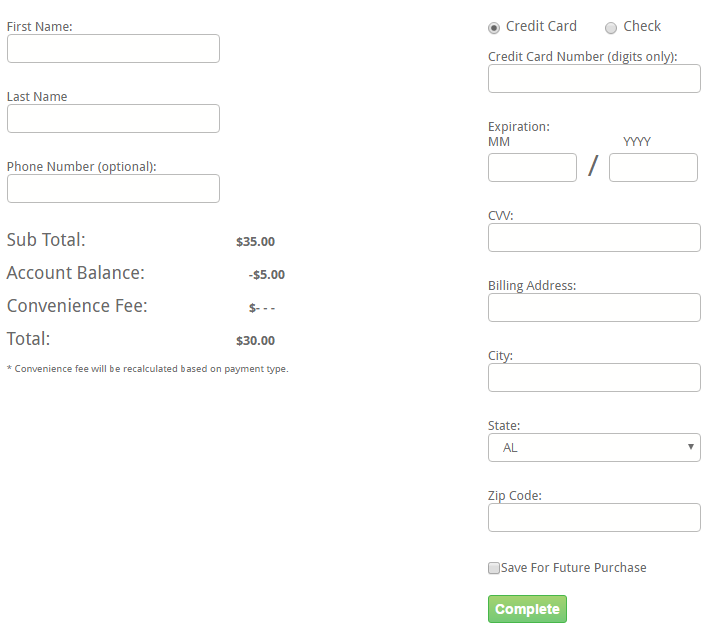 First Name:
Last Name
Phone Number (optional):
Sub Total: $35.00
Account Balance: -$5.00
Convenience Fee: $- - -
Total: $30.00
* Convenience fee will be recalculated based on payment type.
Credit Card Check
Credit Card Number (digits only):
Expiration:
MM YYYY
/
CVV:
Billing Address:
City:
State:
AL
Zip Code:
Save For Future Purchase
Complete